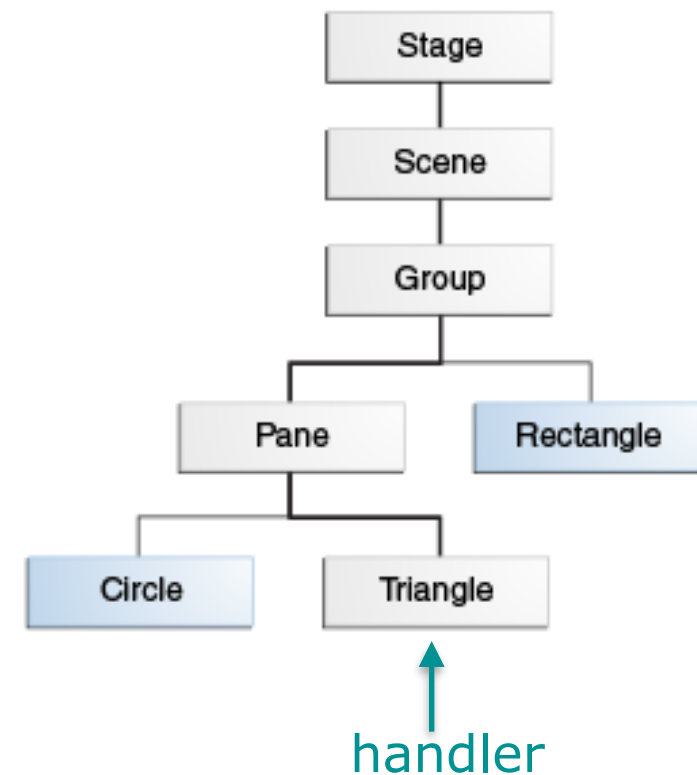 Stage
Scene
Group
Pane
Rectangle
Circle
Triangle
handler